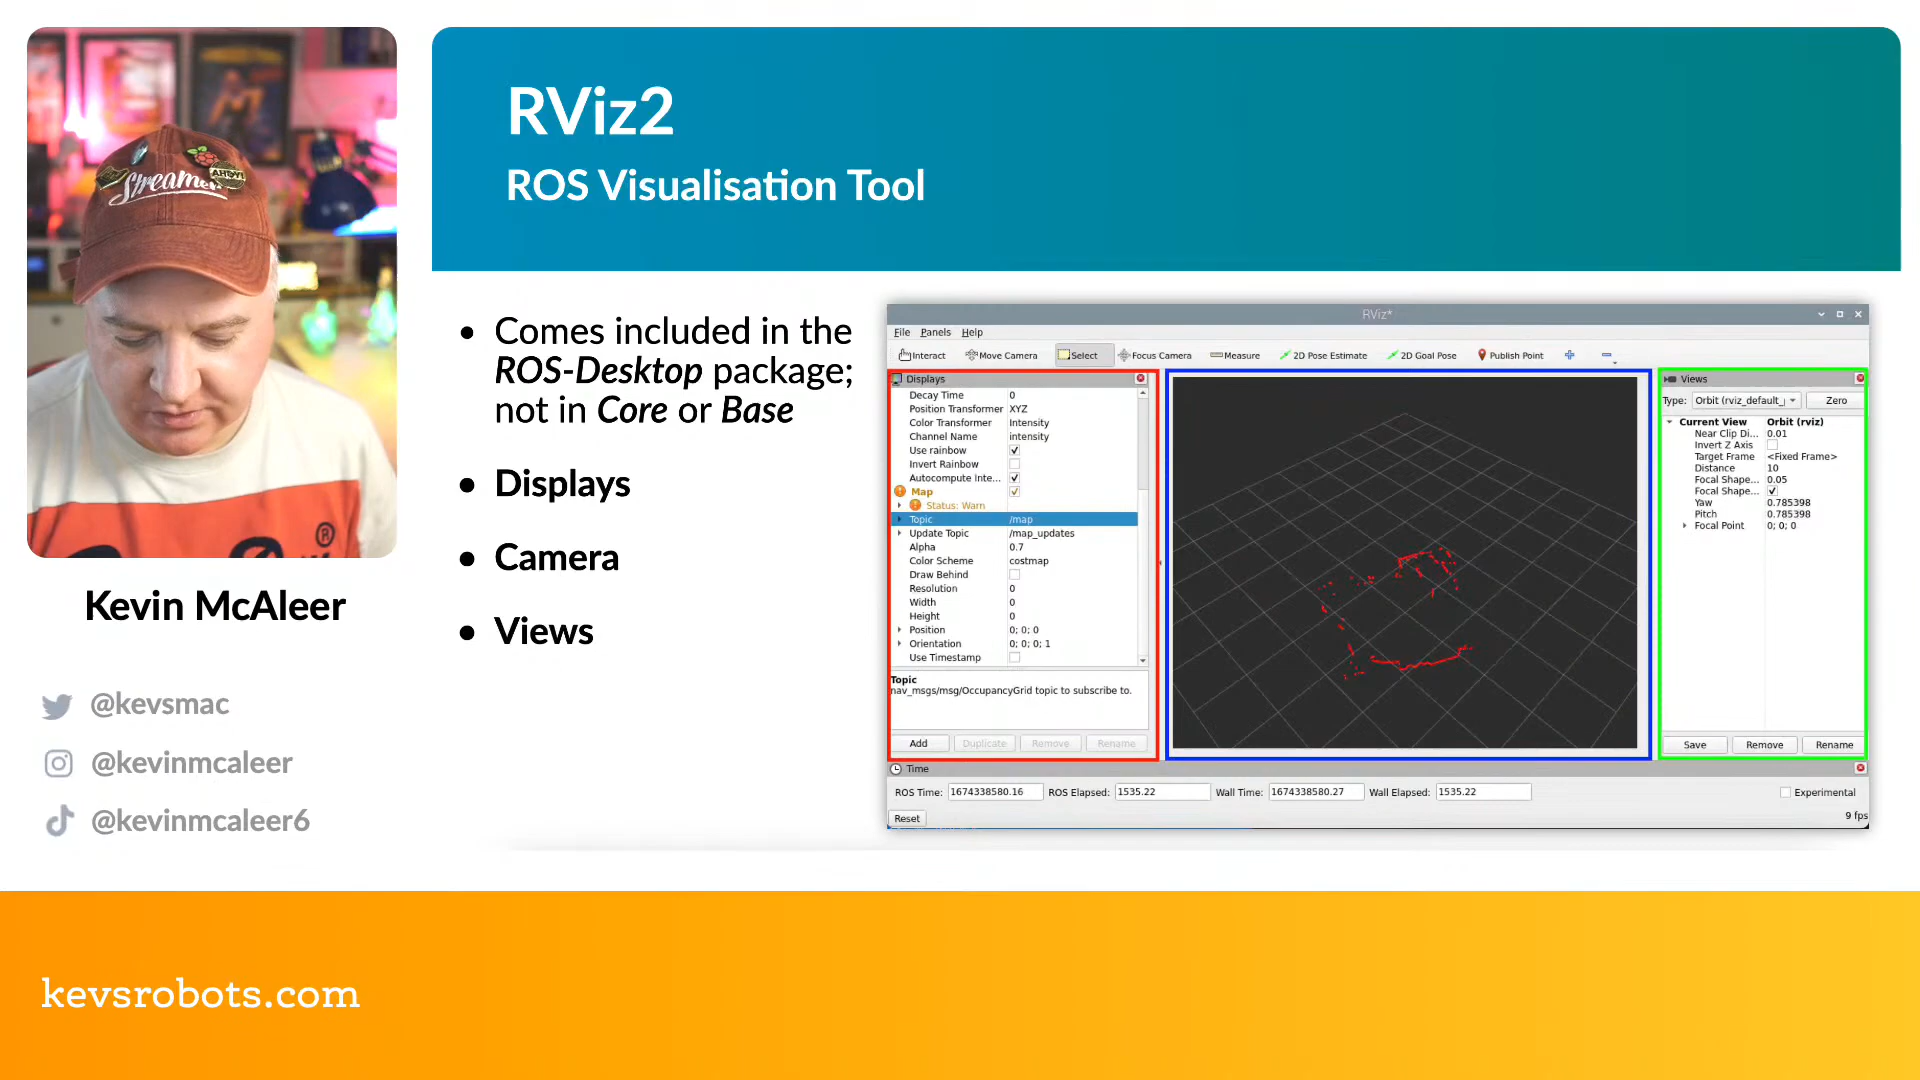 Streamer
AHOY!
®
Kevin McAleer
@kevsmac
@kevinmcaleer
@kevinmcaleer6
RViz2
ROS Visualisation Tool
• Comes included in the
ROS-Desktop package;
not in Core or Base
• Displays
• Camera
• Views
RViz*
File Panels Help
Interact Move Camera Select Focus Camera Measure 2D Pose Estimate 2D Goal Pose Publish Point
Displays
Decay Time 0
Position Transformer XYZ
Color Transformer Intensity
Channel Name intensity
Use rainbow
Invert Rainbow
Autocompute Inte...
Map
Status: Warn
Topic /map
Update Topic /map_updates
Alpha 0.7
Color Scheme costmap
Draw Behind
Resolution 0
Width 0
Height 0
Position 0; 0; 0
Orientation 0; 0; 0; 1
Use Timestamp
Topic
nav_msgs/msg/OccupancyGrid topic to subscribe to.
Add Duplicate Remove Rename
Views
Type: Orbit (rviz_default_ Zero
Current View Orbit (rviz)
Near Clip Di... 0.01
Invert Z Axis
Target Frame <Fixed Frame>
Distance 10
Focal Shape... 0.05
Focal Shape...
Yaw 0.785398
Pitch 0.785398
Focal Point 0; 0; 0
Save Remove Rename
Time
ROS Time: 1674338580.16 ROS Elapsed: 1535.22 Wall Time: 1674338580.27 Wall Elapsed: 1535.22 Experimental
Reset 9 fps
kevsrobots.com